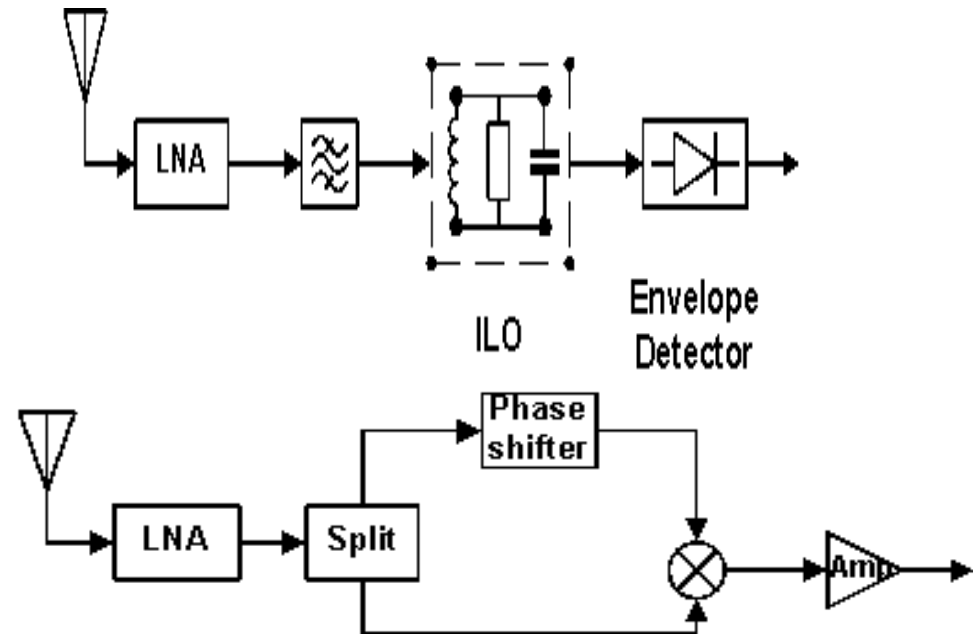 LNA
ILO
Envelope
Detector
Phase
shifter
LNA
Split
Amp